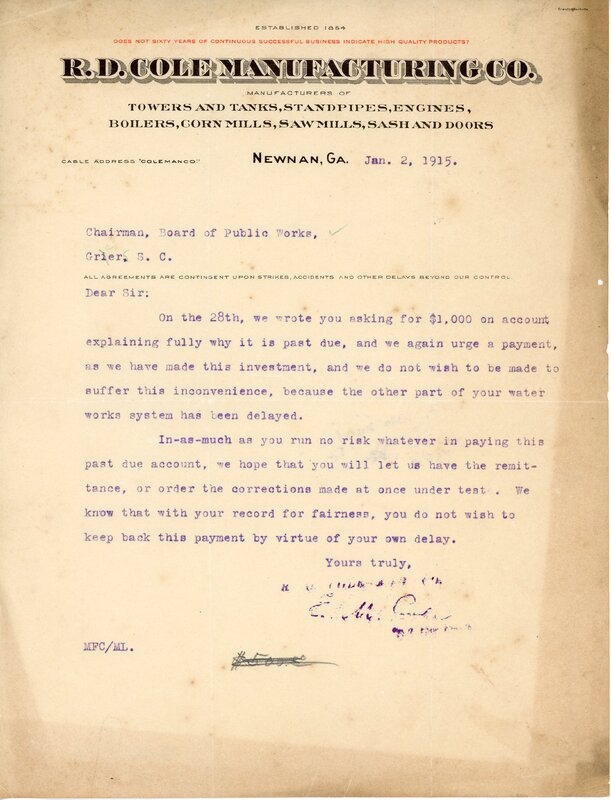 ESTABLISHED 1854
DOES NOT SIXTY YEARS OF CONTINUOUS SUCCESSFUL BUSINESS INDICATE HIGH QUALITY PRODUCTS?
R.D. COLE MANUFACTURING CO.
MANUFACTURERS OF
TOWERS AND TANKS, STANDPIPES, ENGINES,
BOILERS, CORN MILLS, SAW MILLS, SASH AND DOORS
CABLE ADDRESS "COLEMANCO."
NEWNAN, GA. Jan. 2, 1915.
Chairman, Board of Public Works,
Grier, S. C.
ALL AGREEMENTS ARE CONTINGENT UPON STRIKES, ACCIDENTS AND OTHER DELAYS BEYOND OUR CONTROL.
Dear Sir:
On the 28th, we wrote you asking for $1,000 on account
explaining fully why it is past due, and we again urge a payment,
as we have made this investment, and we do not wish to be made to
suffer this inconvenience, because the other part of your water
works system has been delayed.
In-as-much as you run no risk whatever in paying this
past due account, we hope that you will let us have the remit-
tance, or order the corrections made at once under test. We
know that with your record for fairness, you do not wish to
keep back this payment by virtue of your own delay.
Yours truly,
MFC/ML.